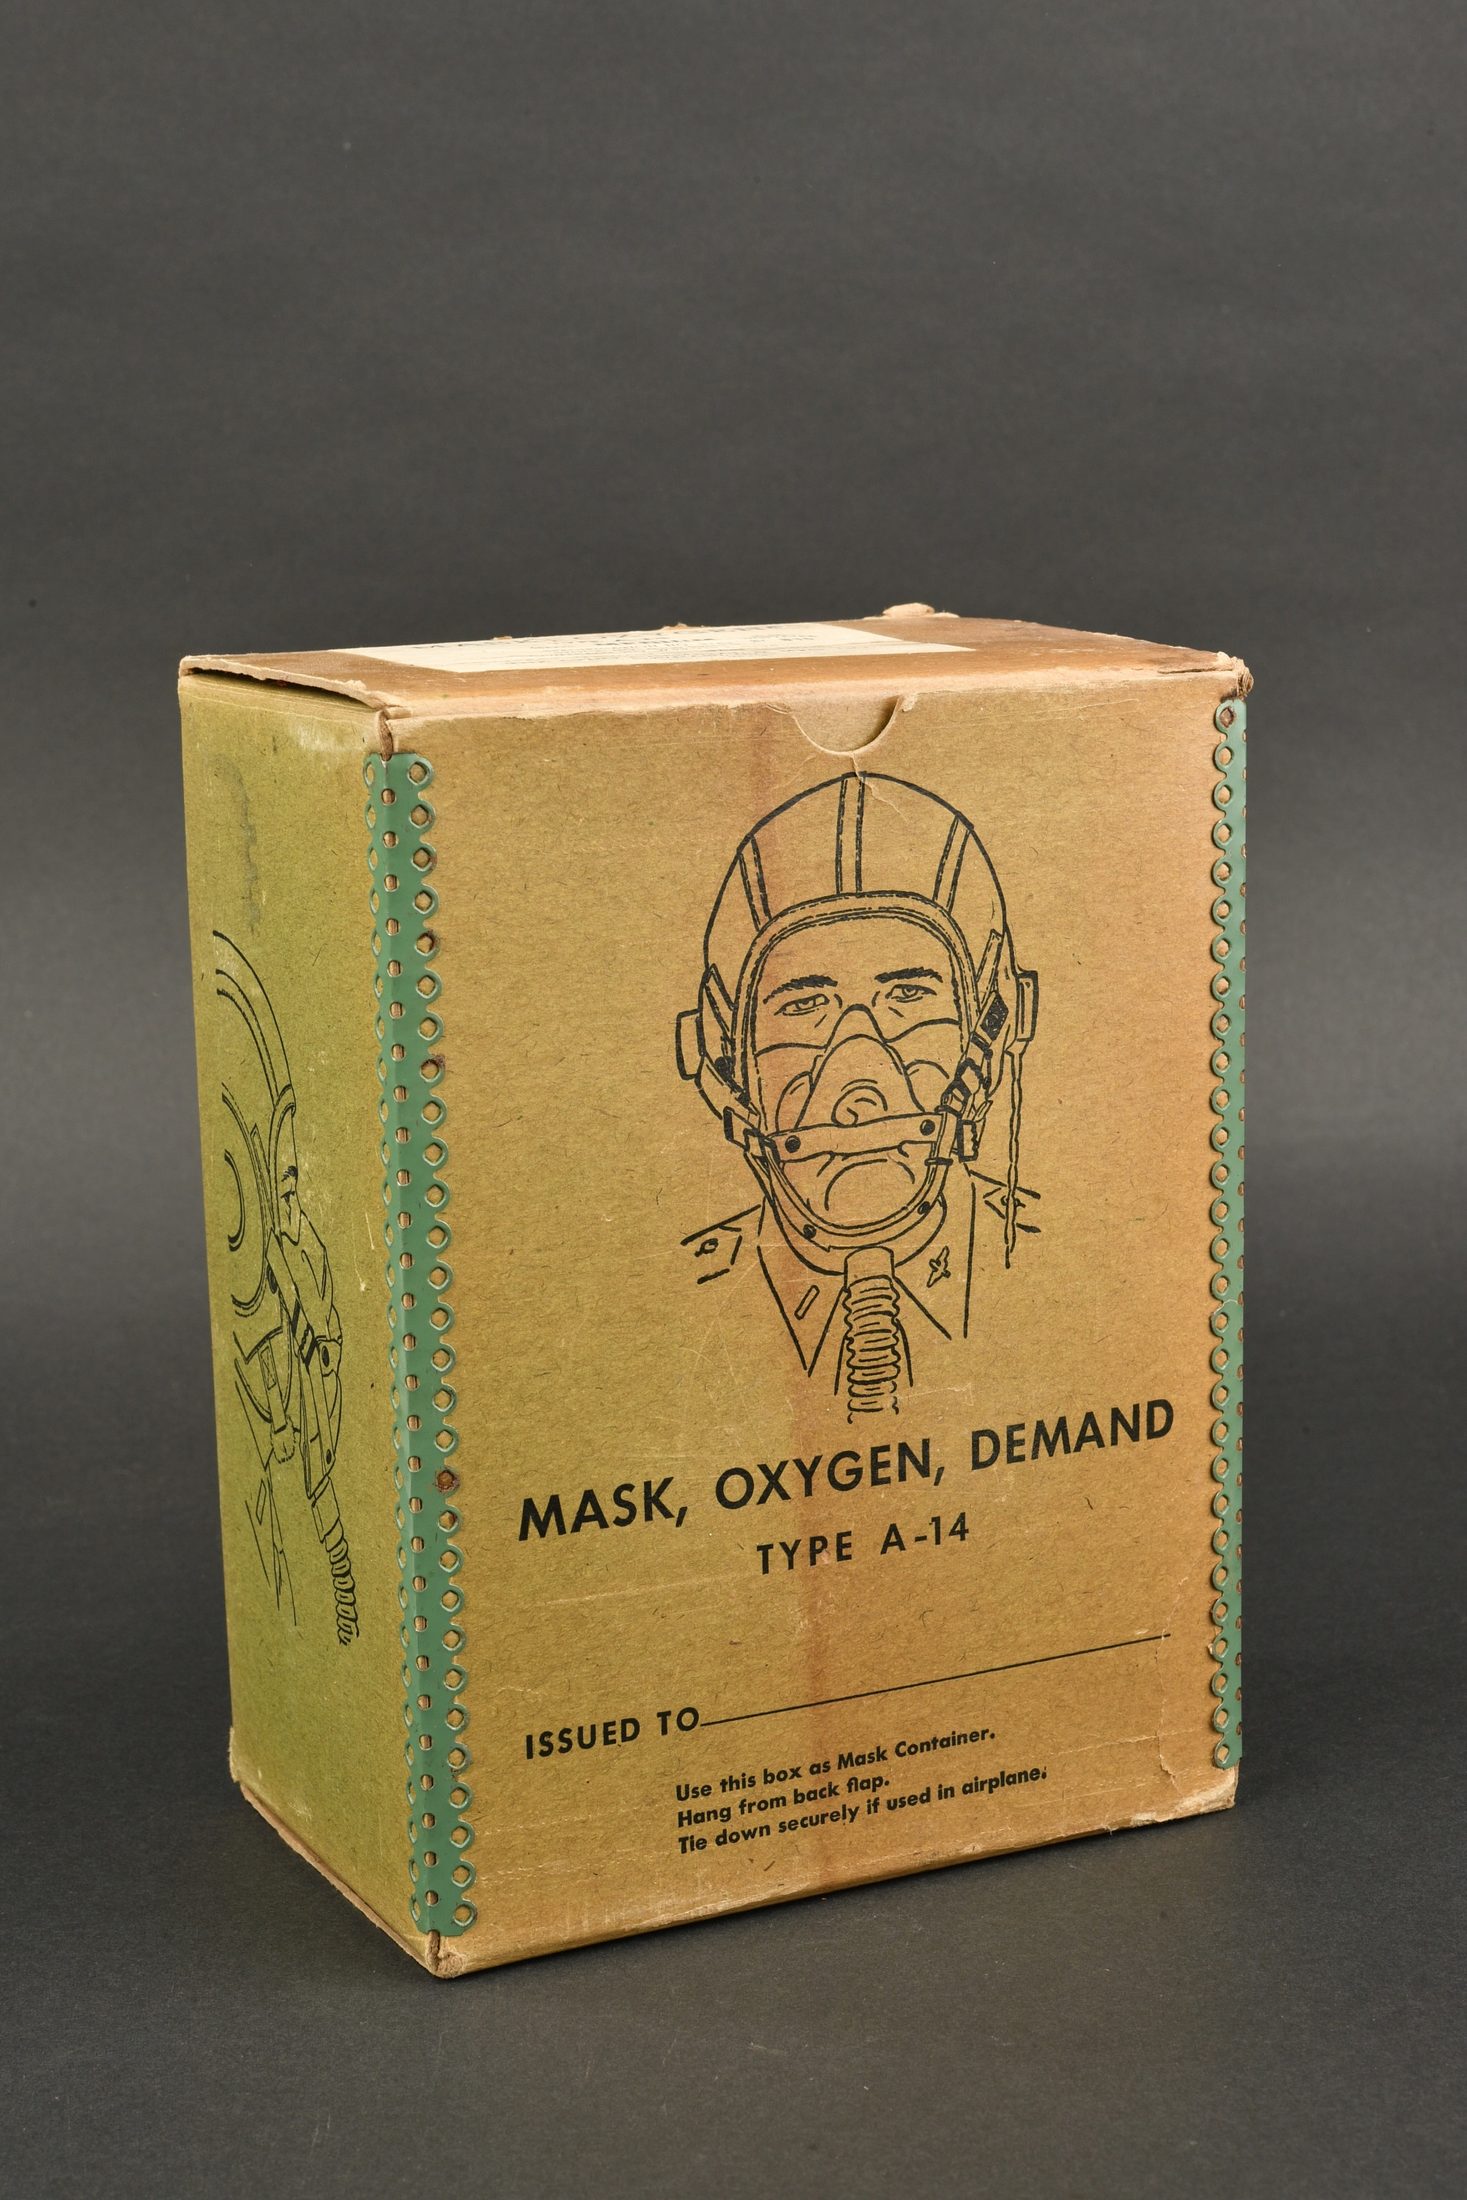 MASK, OXYGEN, DEMAND
TYPE A-14
ISSUED TO
Use this box as Mask Container.
Hang from back flap.
Tie down securely if used in airplane.